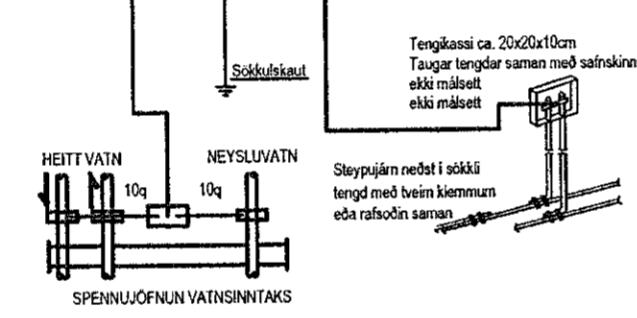 Tengikassi ca. 20x20x10cm
Taugar tengdar saman með safnskinn
ekki málsett
ekki málsett
Sökkulskaut
HEITT VATN
NEYSLUVATN
10q
10q
Steypujárn neðst í sökkli
tengd með tveim klemmum
eða rafsoðin saman
SPENNUJÖFNUN VATNSINNTAKS